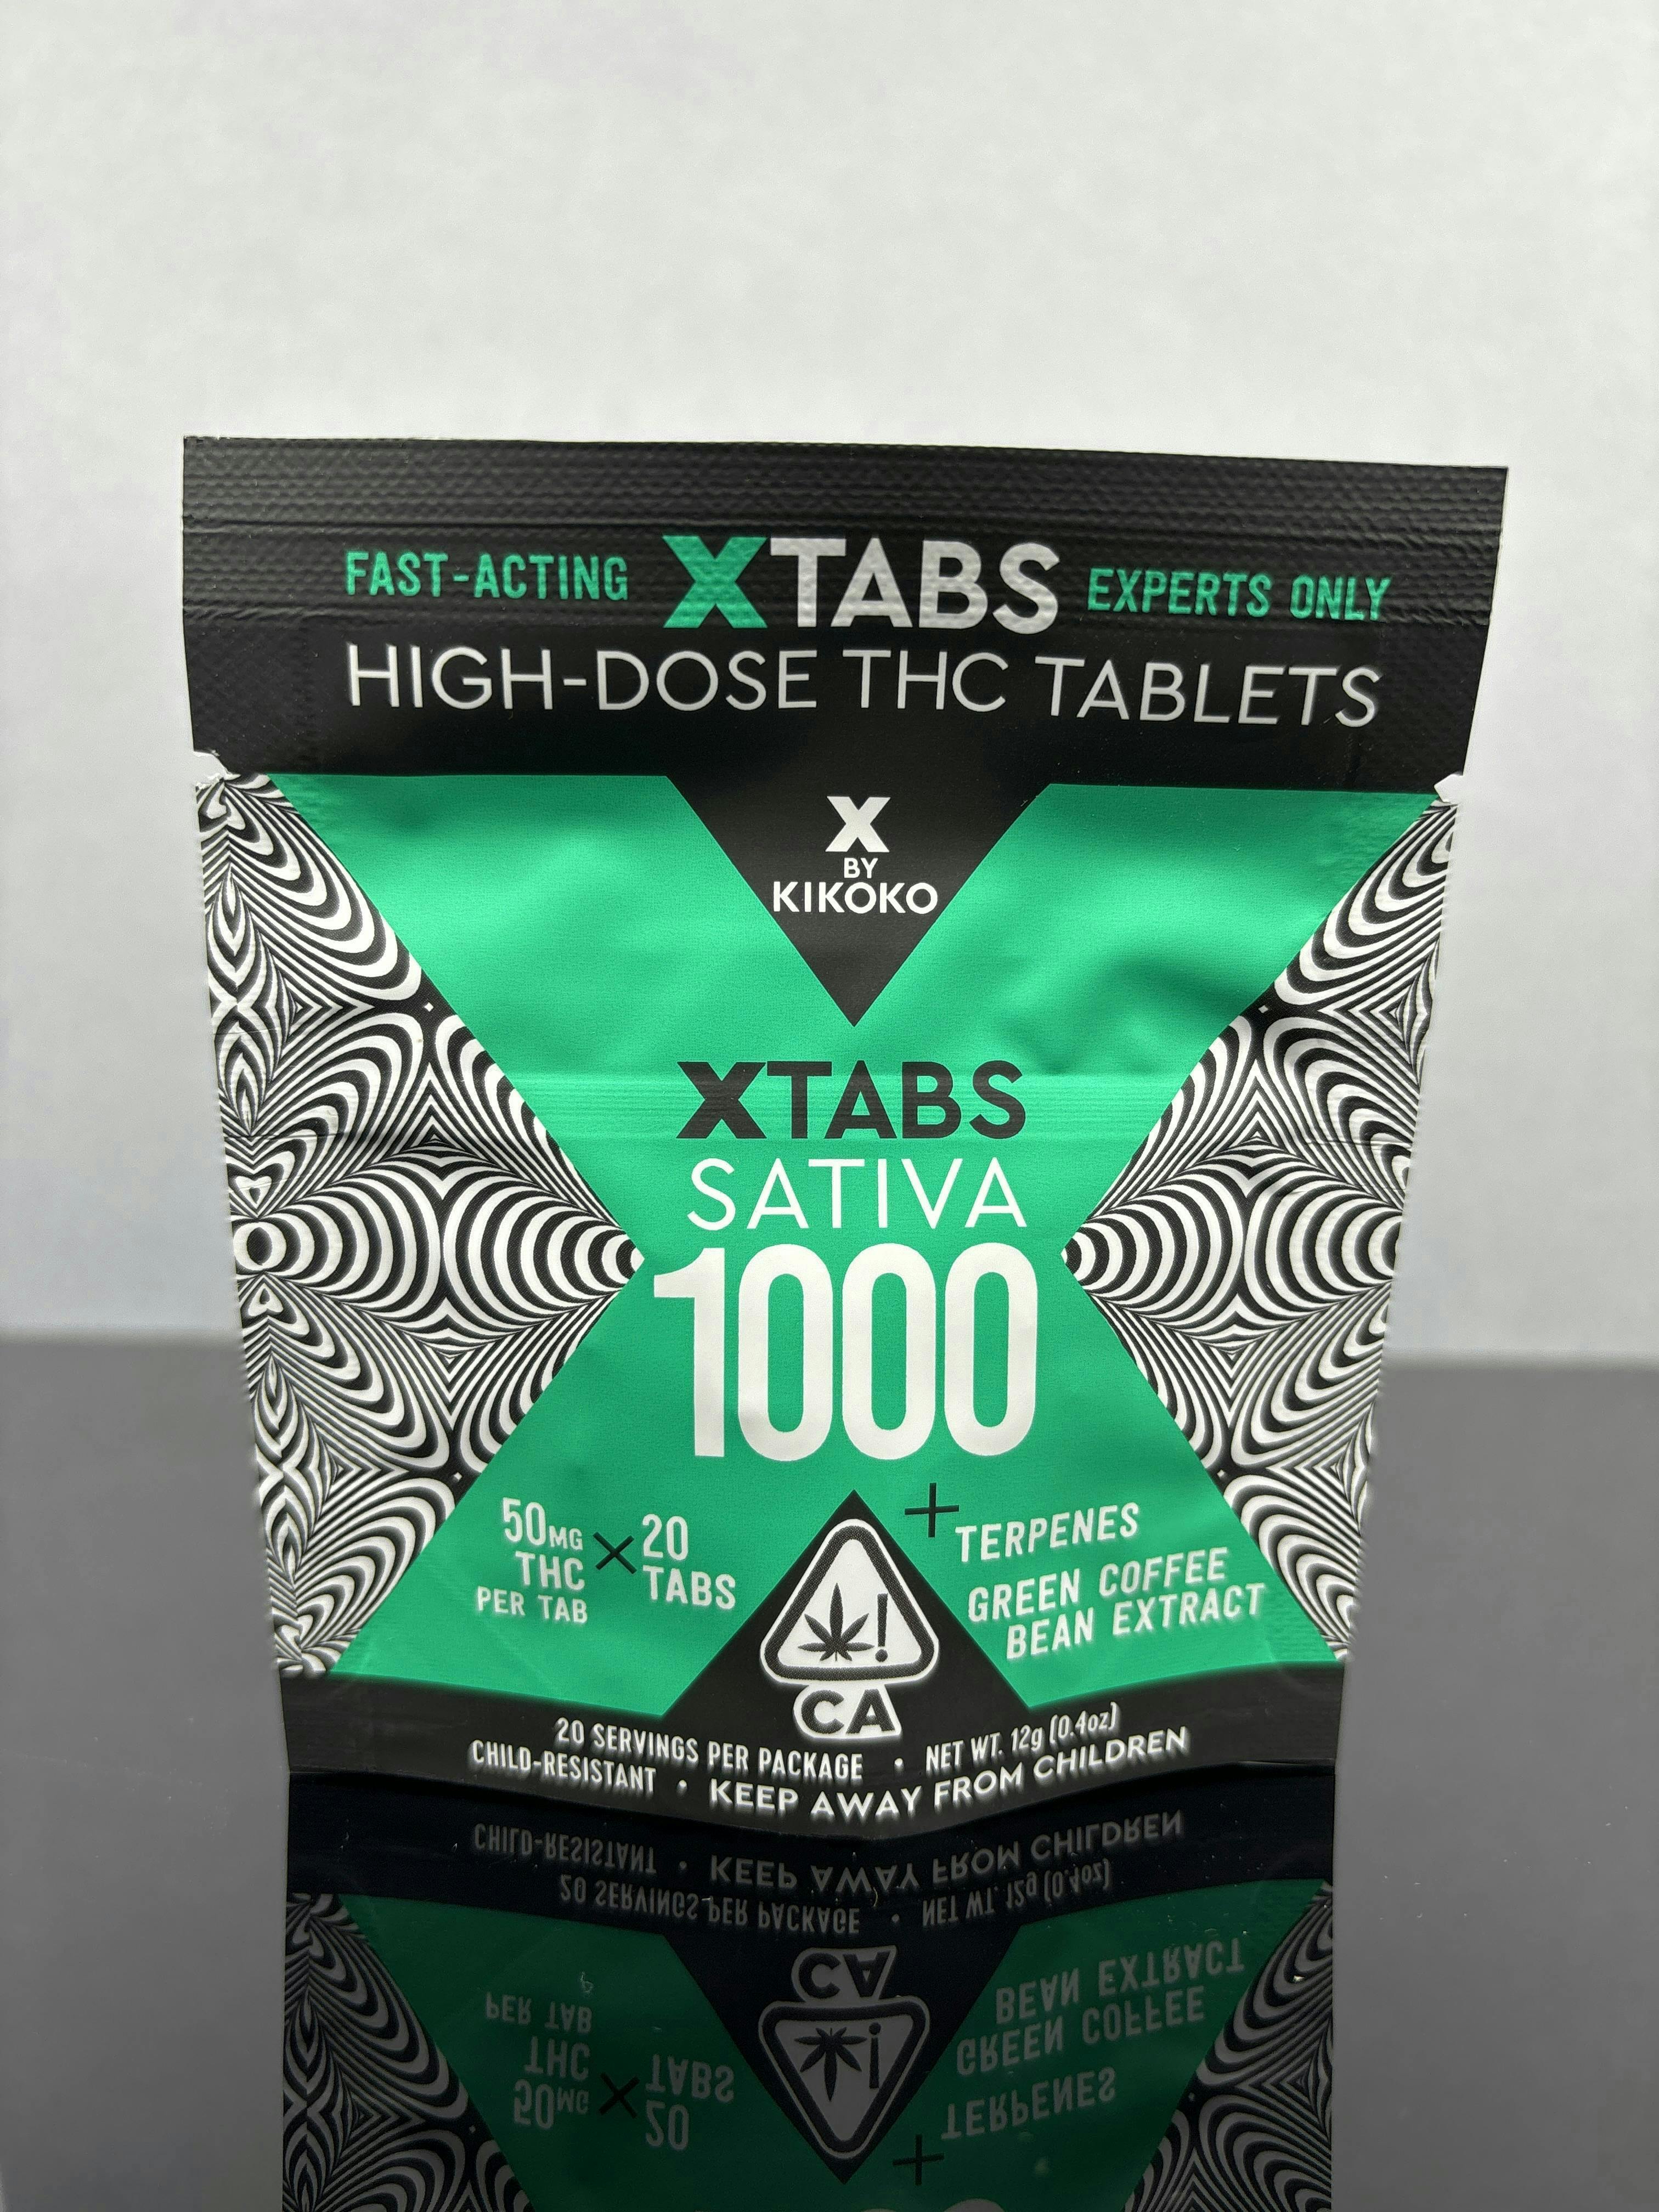 FAST-ACTING XTABS EXPERTS ONLY
HIGH-DOSE THC TABLETS
X
BY
KIKOKO
XTABS
SATIVA
1000
50MG
THC
PER TAB
×
20
TABS
+
TERPENES
GREEN COFFEE
BEAN EXTRACT
!
CA
20 SERVINGS PER PACKAGE • NET WT. 12g (0.4oz)
CHILD-RESISTANT • KEEP AWAY FROM CHILDREN